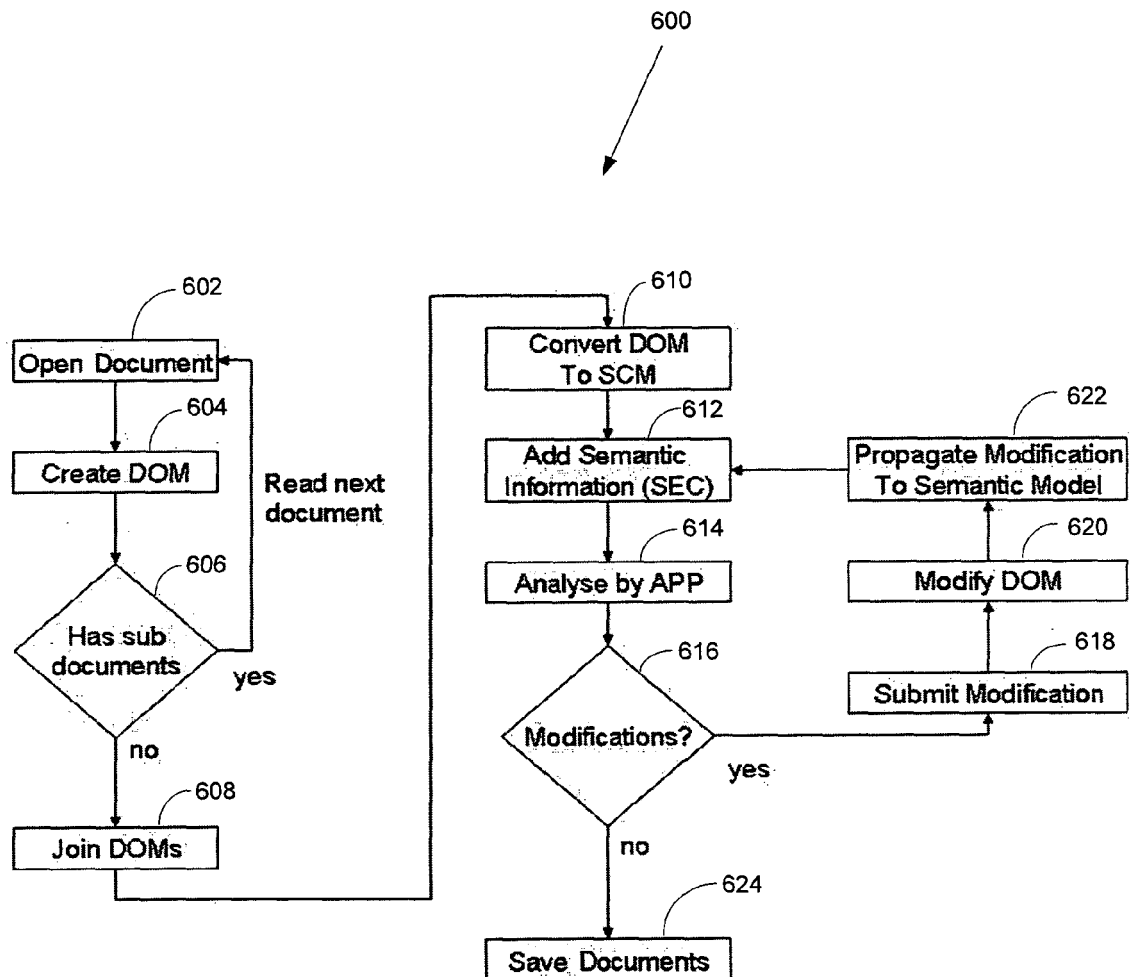 600
602
Open Document
604
Create DOM
Read next
document
606
Has sub
documents
yes
no
608
Join DOMs
610
Convert DOM
To SCM
612
Add Semantic
Information (SEC)
614
Analyse by APP
616
Modifications?
yes
no
618
Submit Modification
620
Modify DOM
622
Propagate Modification
To Semantic Model
624
Save Documents